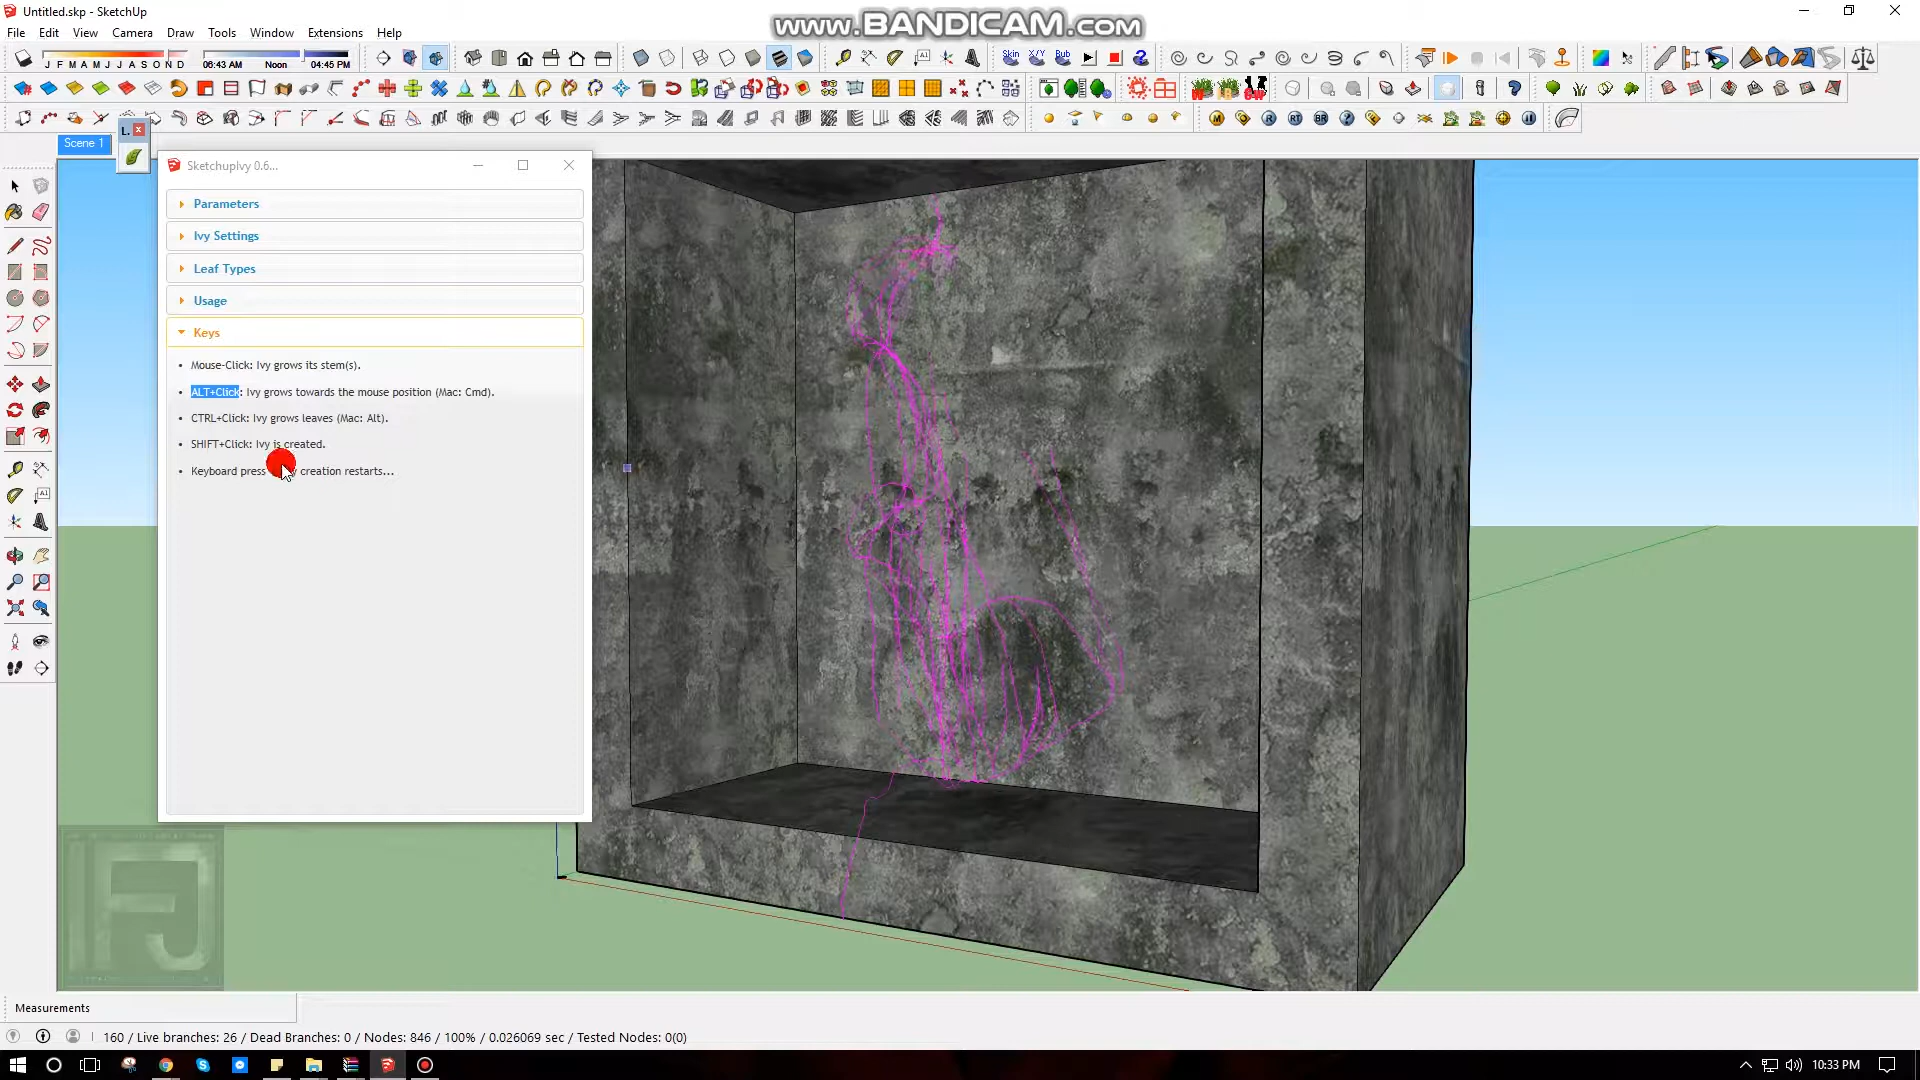 Untitled.skp - SketchUp
www.BANDICAM.com
File Edit View Camera Draw Tools Window Extensions Help
J F M A M J J A S O N D
06:43 AM Noon 04:45 PM
Skin X/Y Bub
Scene 1
L.
SketchupIvy 0.6...
Parameters
Ivy Settings
Leaf Types
Usage
Keys
Mouse-Click: Ivy grows its stem(s).
ALT+Click: Ivy grows towards the mouse position (Mac: Cmd).
CTRL+Click: Ivy grows leaves (Mac: Alt).
SHIFT+Click: Ivy is created.
Keyboard press creation restarts...
Measurements
160 / Live branches: 26 / Dead Branches: 0 / Nodes: 846 / 100% / 0.026069 sec / Tested Nodes: 0(0)
10:33 PM